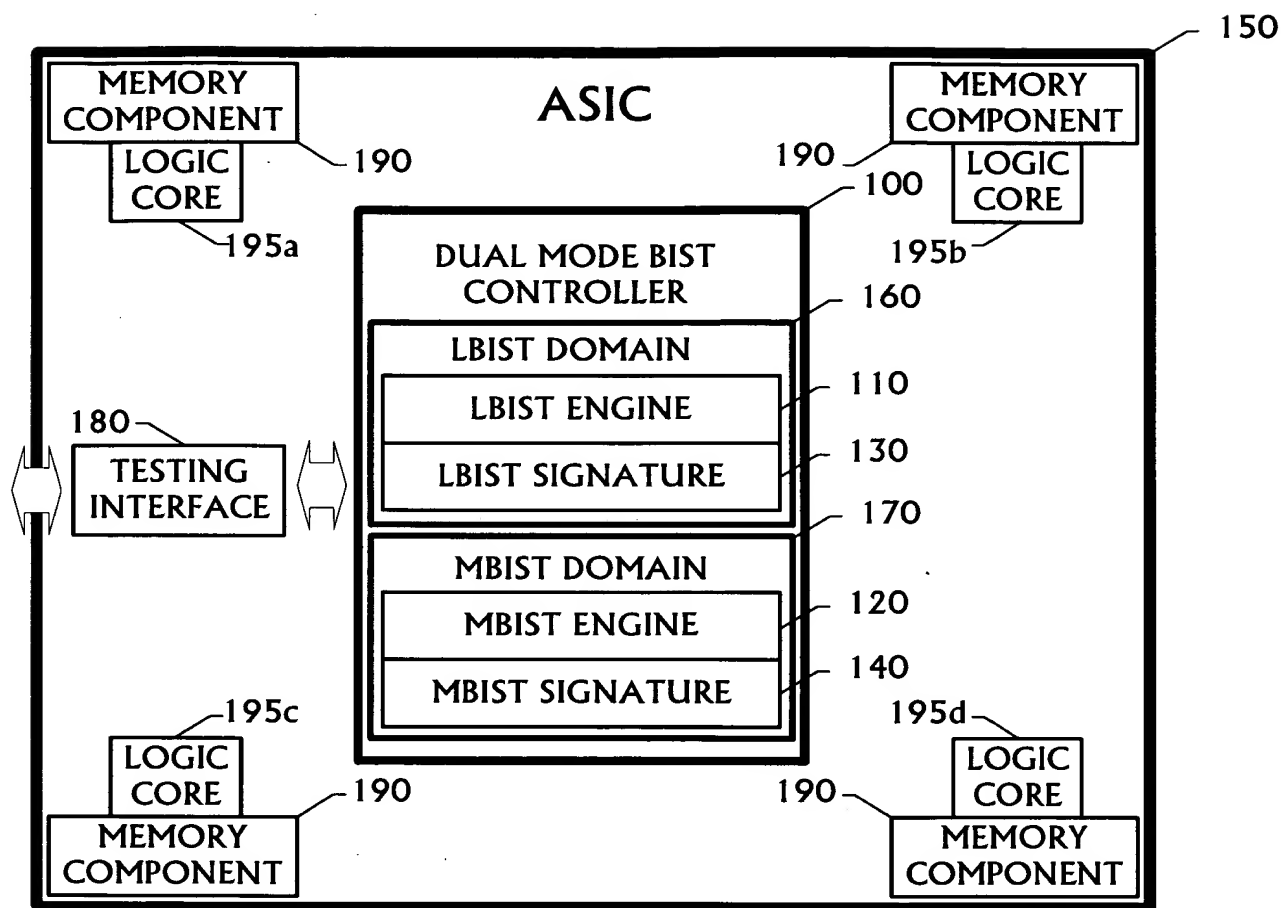 150
MEMORY
COMPONENT
190
LOGIC
CORE
195a
ASIC
MEMORY
COMPONENT
190
LOGIC
CORE
195b
100
DUAL MODE BIST
CONTROLLER
160
LBIST DOMAIN
LBIST ENGINE
110
LBIST SIGNATURE
130
180
TESTING
INTERFACE
170
MBIST DOMAIN
MBIST ENGINE
120
MBIST SIGNATURE
140
195c
LOGIC
CORE
190
MEMORY
COMPONENT
195d
LOGIC
CORE
190
MEMORY
COMPONENT